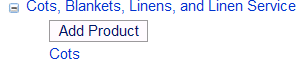 Cots, Blankets, Linens, and Linen Service
Add Product
Cots